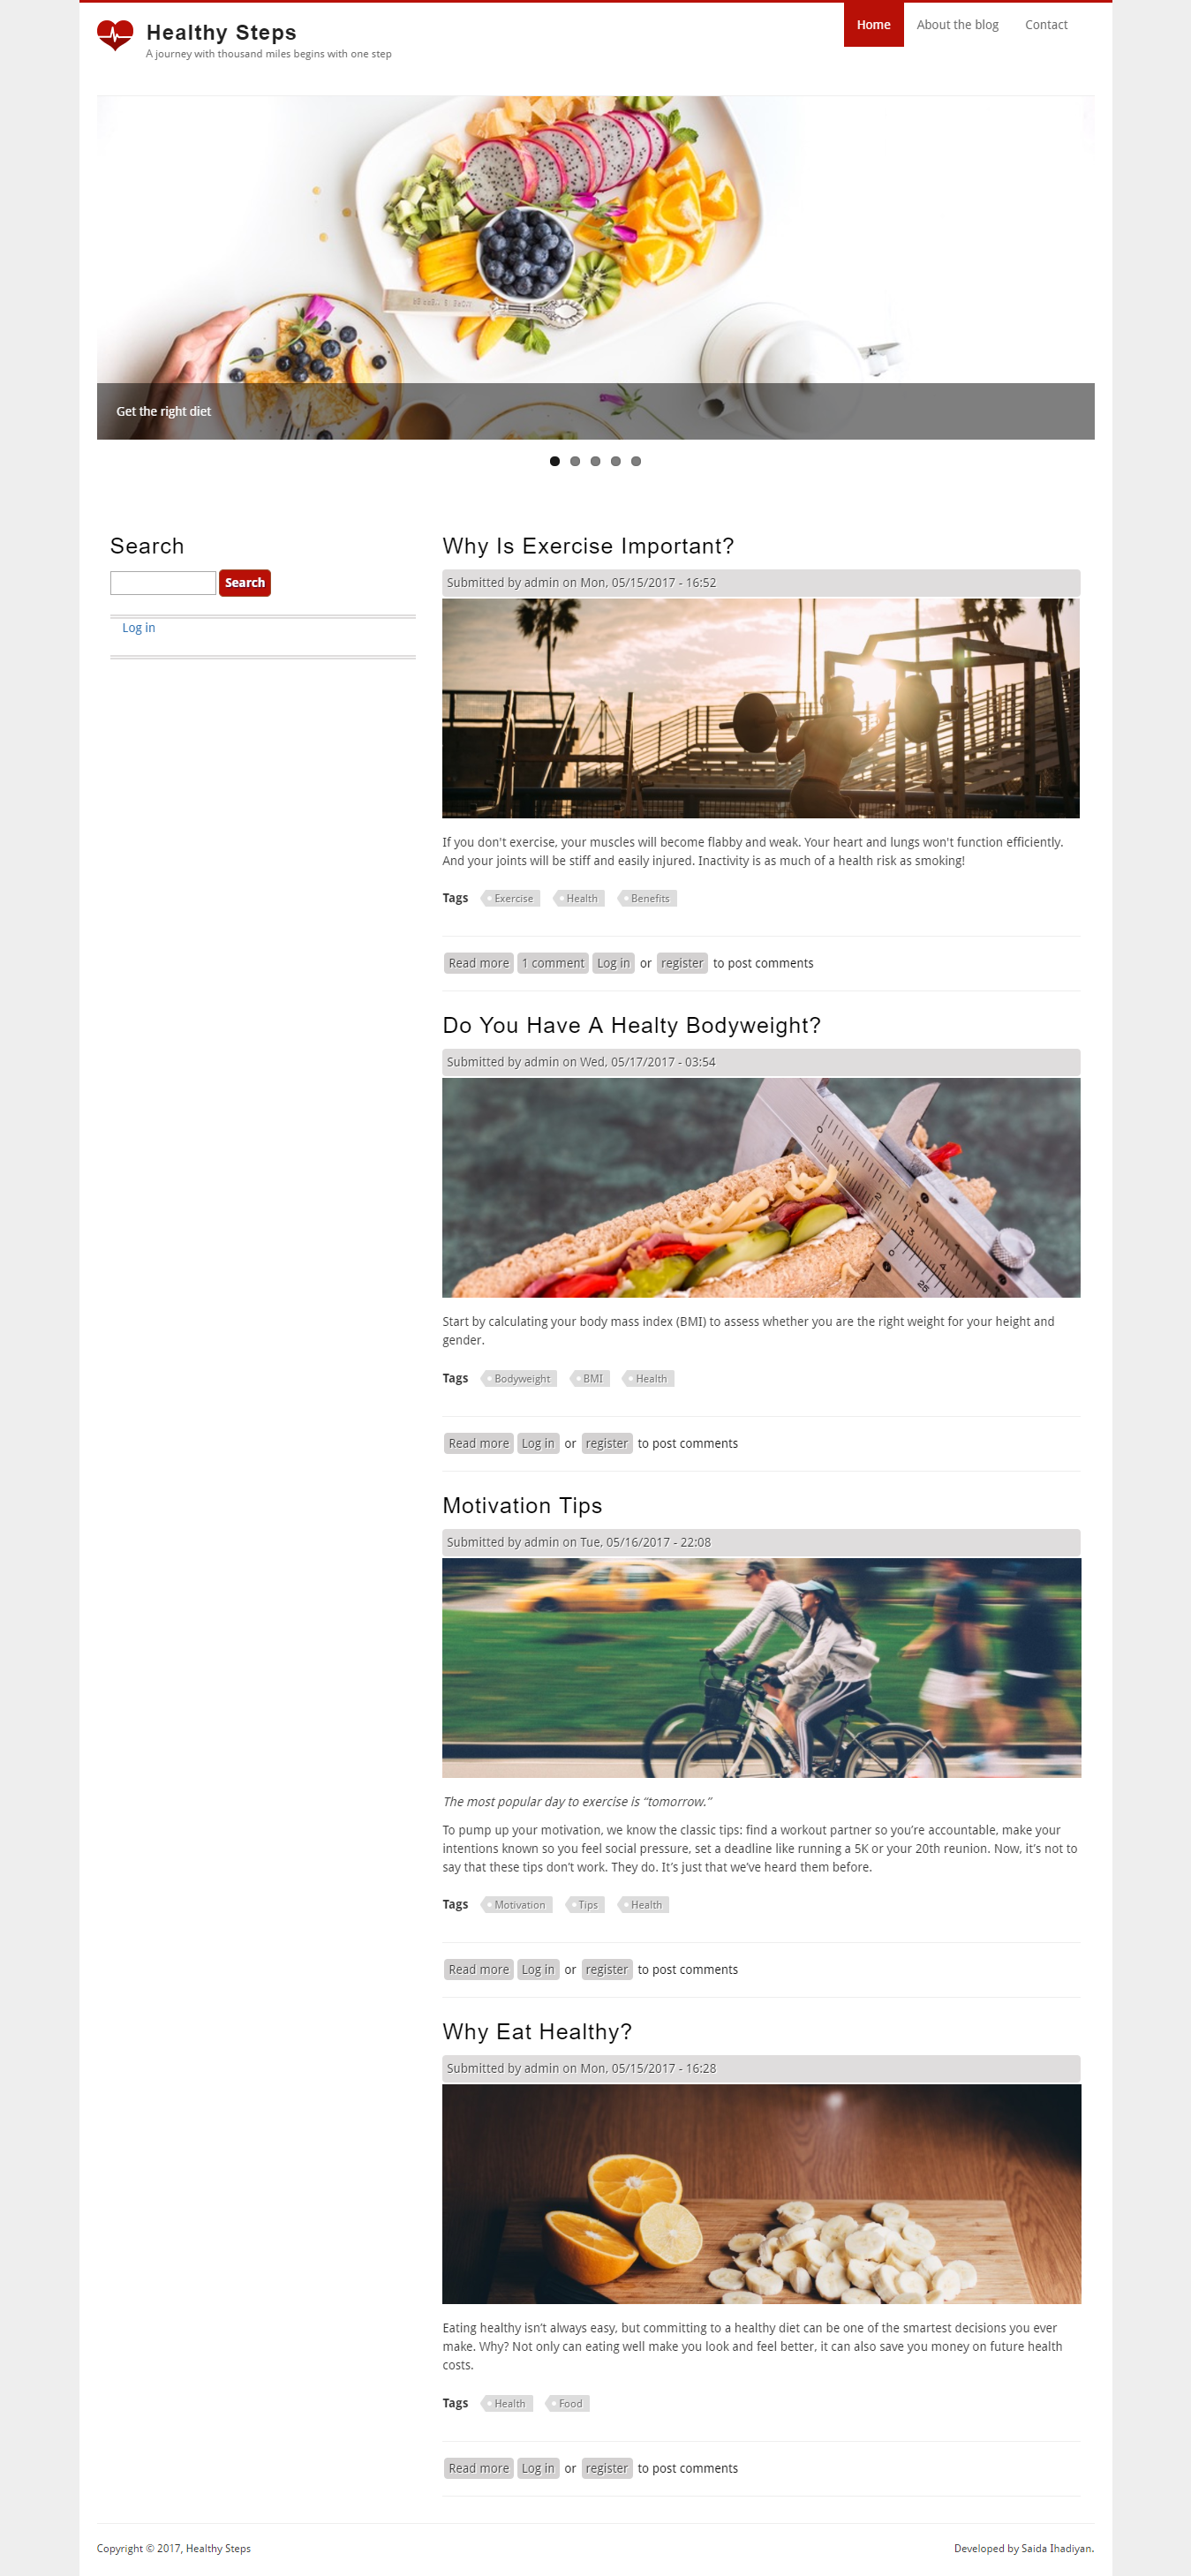 Healthy Steps
A journey with thousand miles begins with one step
Home
About the blog
Contact
Get the right diet
Search
Search
Log in
Why Is Exercise Important?
Submitted by admin on Mon, 05/15/2017 - 16:52
If you don't exercise, your muscles will become flabby and weak. Your heart and lungs won't function efficiently.
And your joints will be stiff and easily injured. Inactivity is as much of a health risk as smoking!
Tags Exercise Health Benefits
Read more 1 comment Log in or register to post comments
Do You Have A Healty Bodyweight?
Submitted by admin on Wed, 05/17/2017 - 03:54
Start by calculating your body mass index (BMI) to assess whether you are the right weight for your height and
gender.
Tags Bodyweight BMI Health
Read more Log in or register to post comments
Motivation Tips
Submitted by admin on Tue, 05/16/2017 - 22:08
The most popular day to exercise is “tomorrow.”
To pump up your motivation, we know the classic tips: find a workout partner so you’re accountable, make your
intentions known so you feel social pressure, set a deadline like running a 5K or your 20th reunion. Now, it’s not to
say that these tips don’t work. They do. It’s just that we’ve heard them before.
Tags Motivation Tips Health
Read more Log in or register to post comments
Why Eat Healthy?
Submitted by admin on Mon, 05/15/2017 - 16:28
Eating healthy isn’t always easy, but committing to a healthy diet can be one of the smartest decisions you ever
make. Why? Not only can eating well make you look and feel better, it can also save you money on future health
costs.
Tags Health Food
Read more Log in or register to post comments
Copyright © 2017, Healthy Steps
Developed by Saida Ihadiyan.